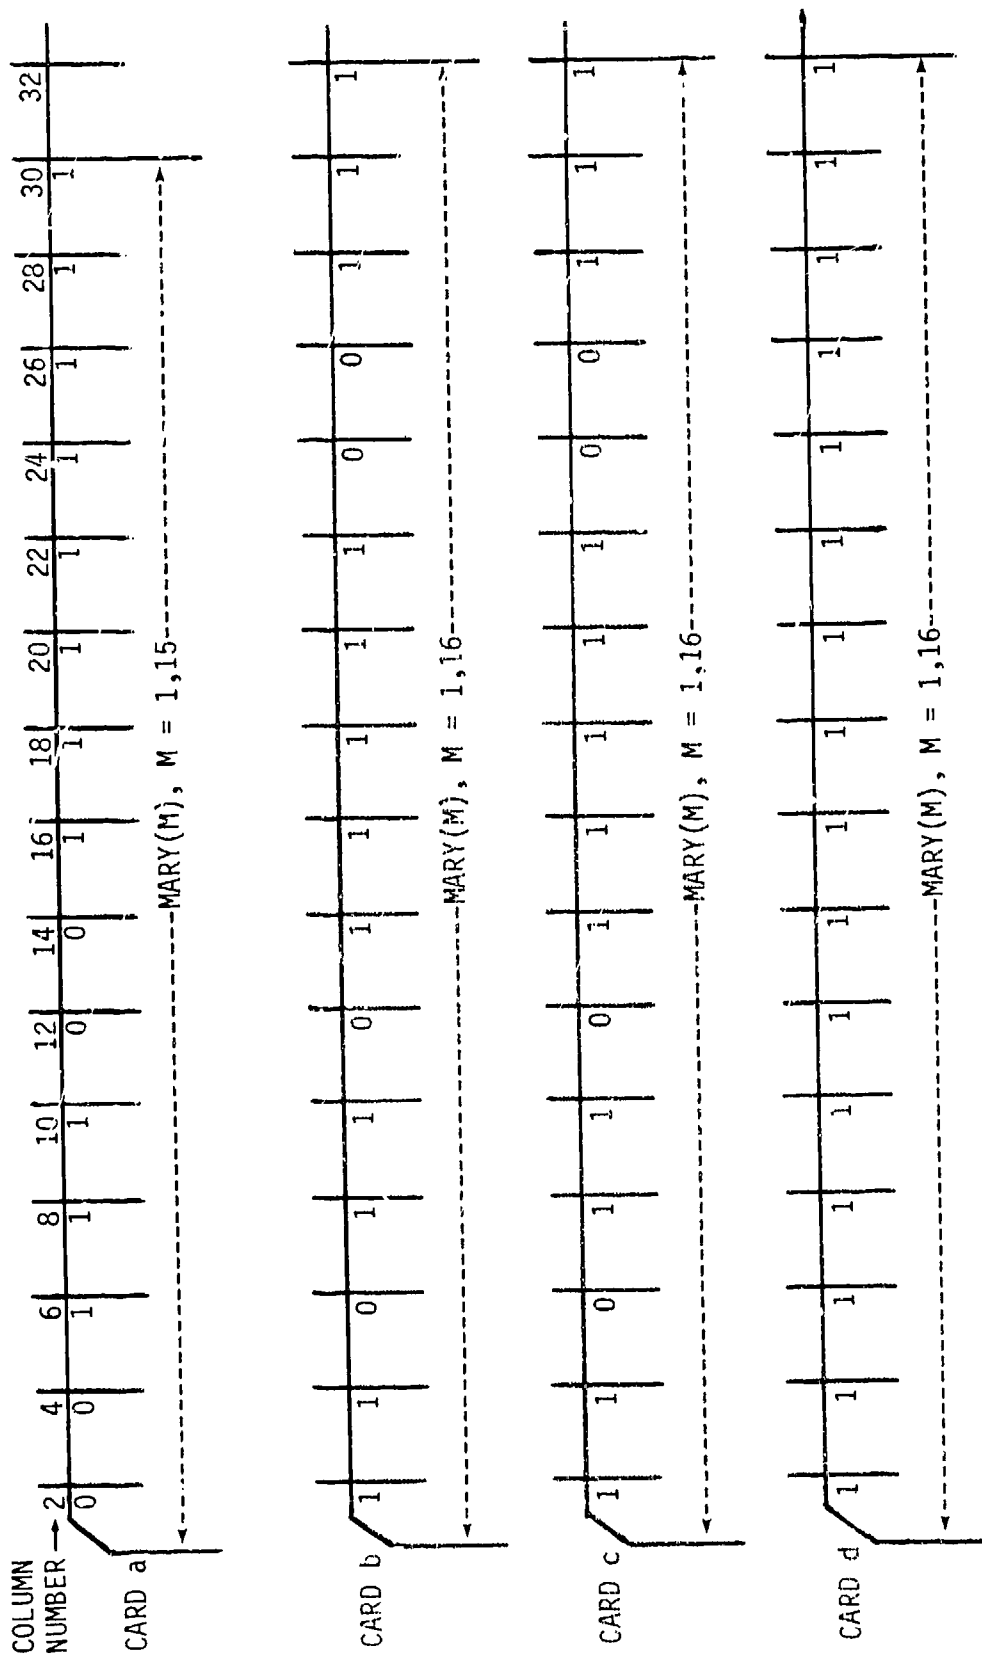 COLUMN
NUMBER → 2 4 6 8 10 12 14 16 18 20 22 24 26 28 30 32
0 0 1 1 1 0 0 1 1 1 1 1 1 1 1
CARD a
MARY(M), M = 1,15
1 1 0 1 1 0 1 1 1 1 1 0 0 1 1 1
CARD b
MARY(M), M = 1,16
1 1 0 1 1 0 1 1 1 1 1 0 0 1 1 1
CARD c
MARY(M), M = 1,16
1 1 1 1 1 1 1 1 1 1 1 1 1 1 1 1
CARD d
MARY(M), M = 1,16